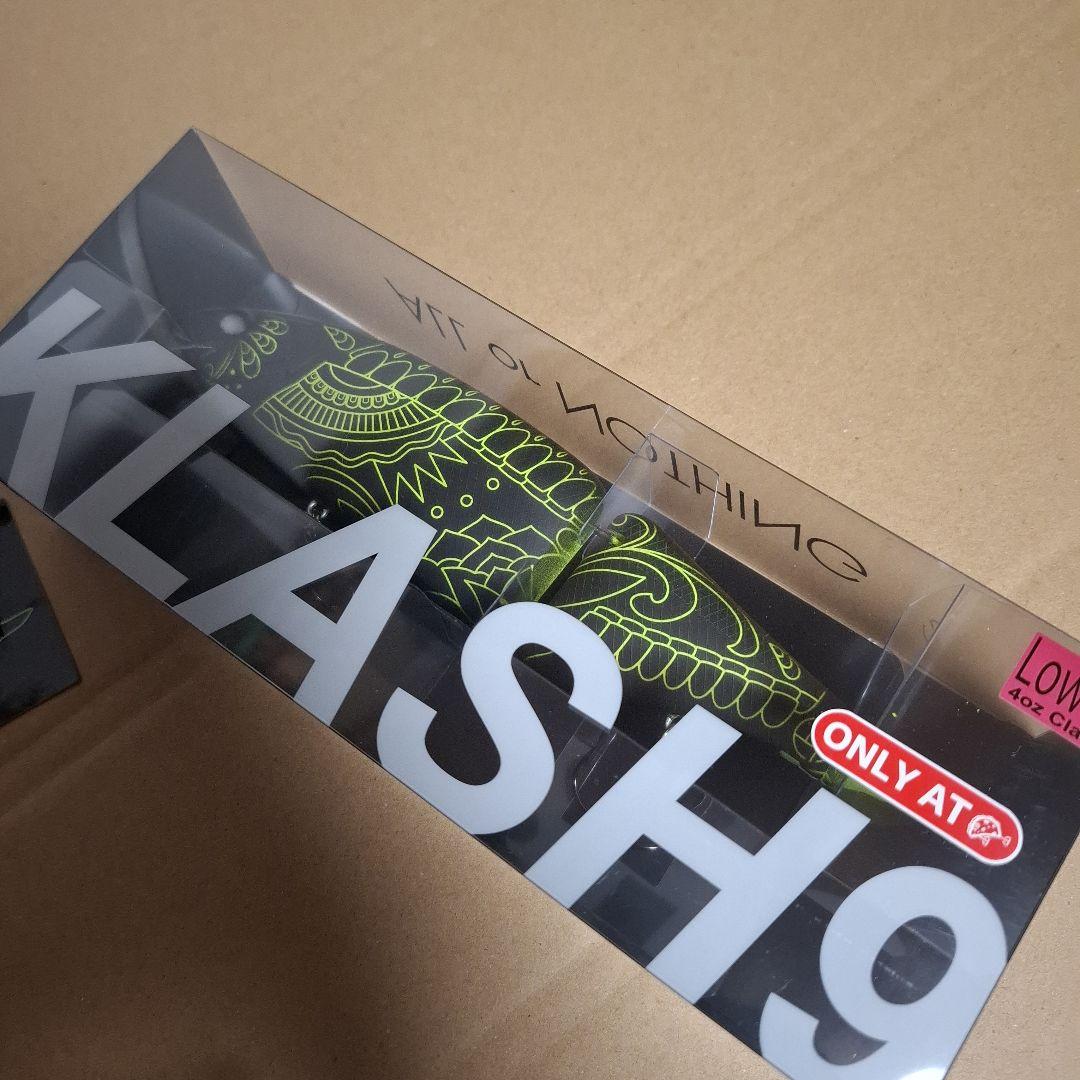 ALL or NOTHING
KLASH9
LOW
4oz Cla
ONLY AT